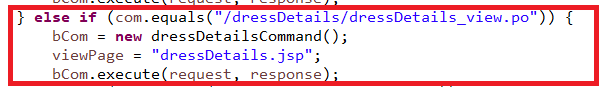 } else if (com.equals("/dressDetails/dressDetails_view.po")) {
bCom = new dressDetailsCommand();
viewPage = "dressDetails.jsp";
bCom.execute(request, response);